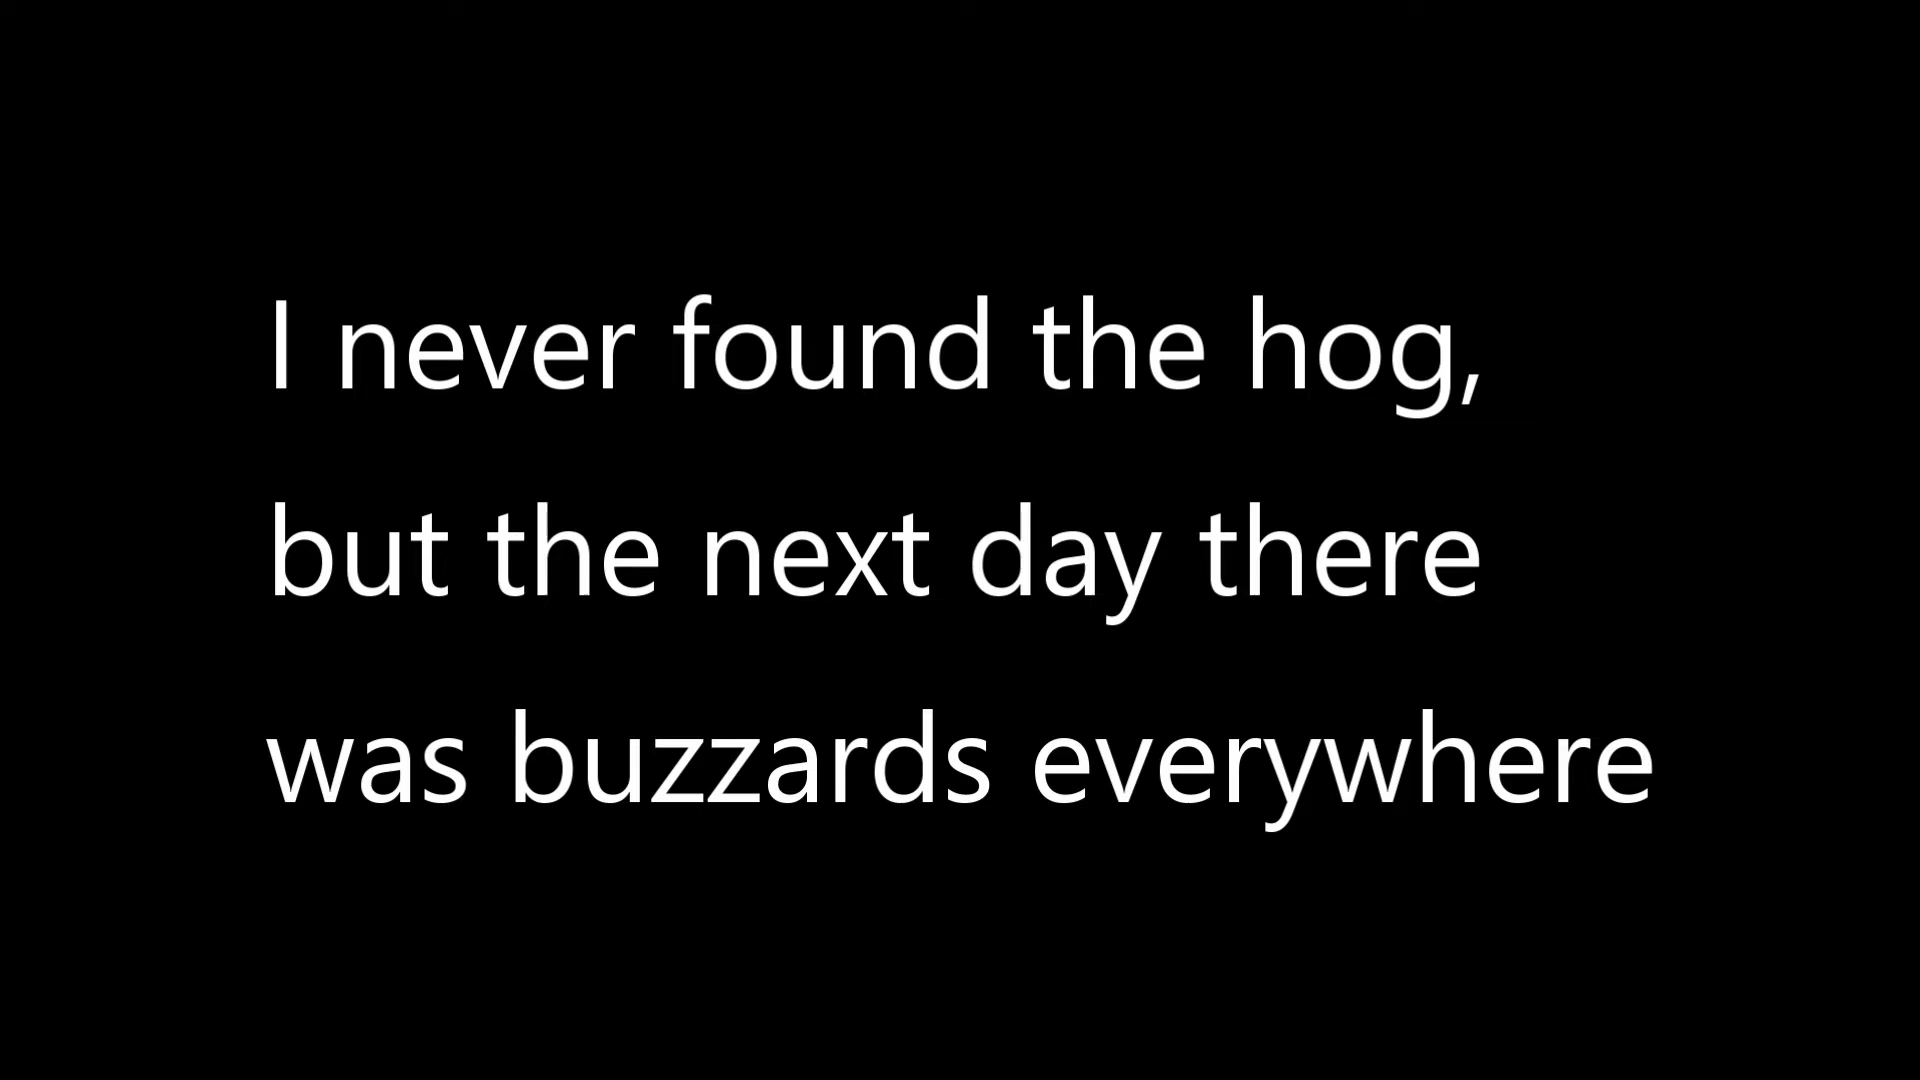 I never found the hog,
but the next day there
was buzzards everywhere